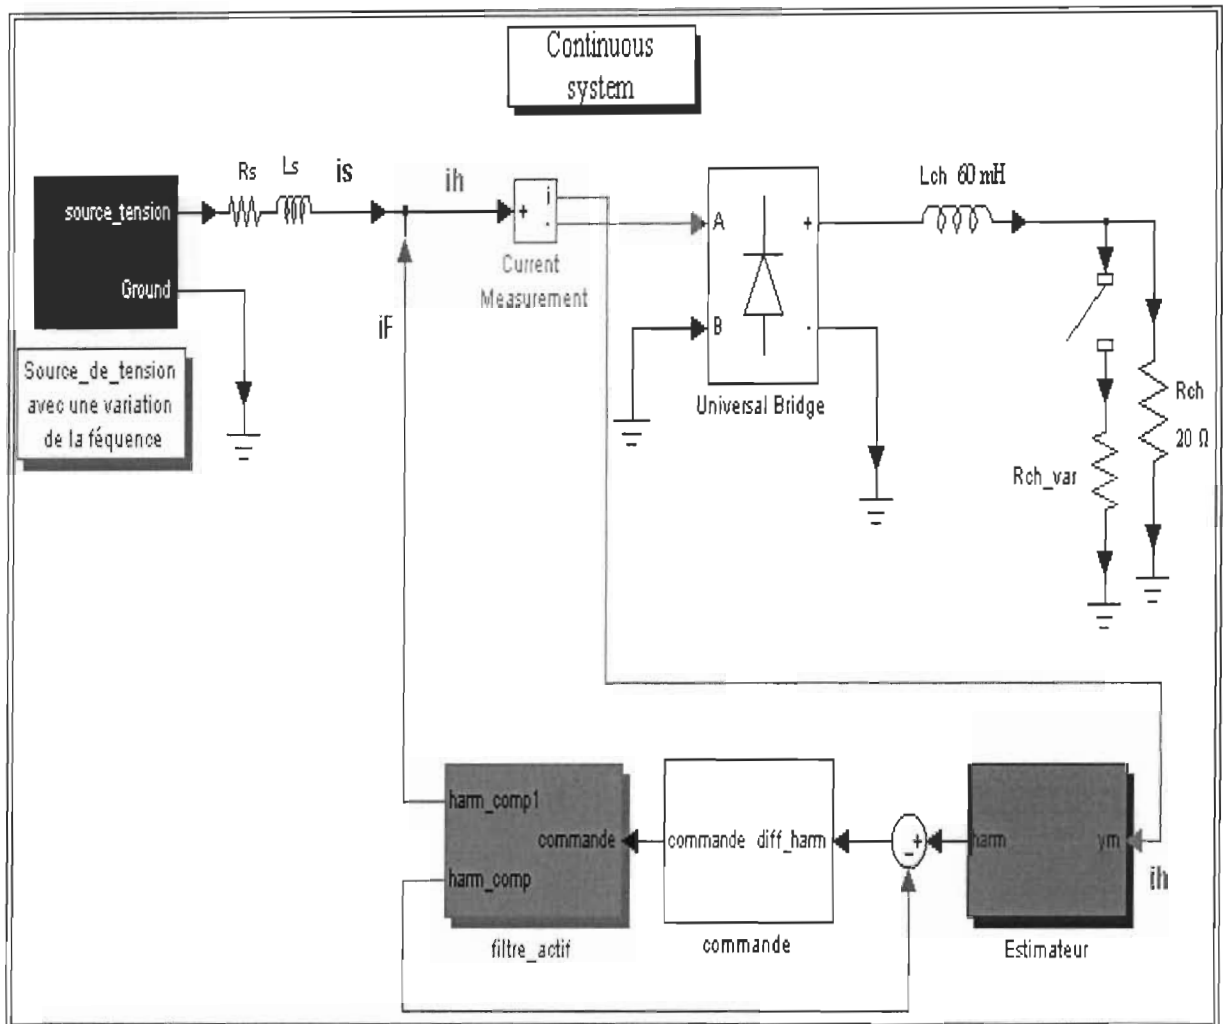 Continuous
system
Rs
Ls
is
ih
Lch 60 mH
source_tension
+
i
-
A
+
Ground
Current
Measurement
iF
B
-
Source_de_tension
avec une variation
de la féquence
Universal Bridge
Rch
20 Ω
Rch_var
harm_comp1
commande
commande
diff_harm
- +
harm
ym
harm_comp
ih
filtre_actif
commande
Estimateur